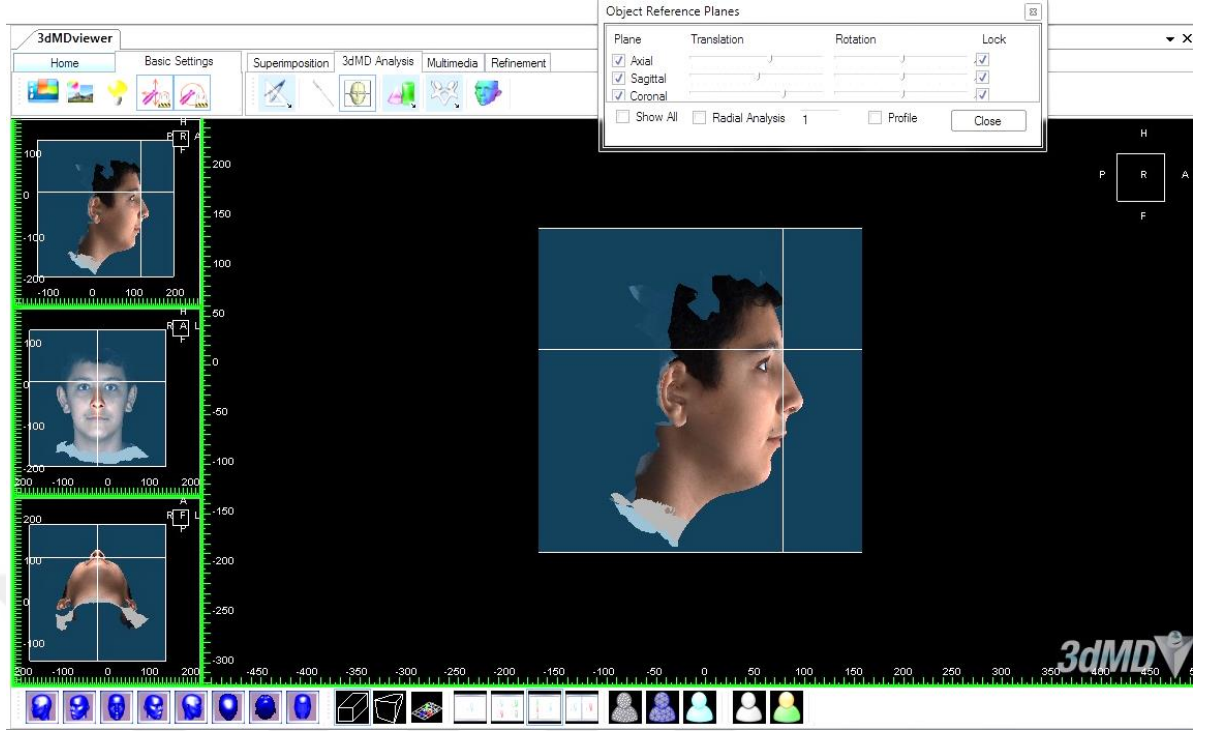 Object Reference Planes
3dMDviewer
Plane Translation Rotation Lock
Home Basic Settings Superimposition 3dMD Analysis Multimedia Refinement
Axial
Sagittal
Coronal
Show All Radial Analysis 1 Profile Close
H
P R A
F
100
0
-100
-200
-100 0 100 200
H
R A L
F
100
0
-100
-200
200 -100 0 100 200
A
R F L
P
200
100
0
-100
200 -100 0 100 200
200
150
100
50
0
-50
-100
-150
-200
-250
-300
-450 -400 -350 -300 -250 -200 -150 -100 -50 0 50 100 150 200 250 300 350 400 450
H
P R A
F
3dMD